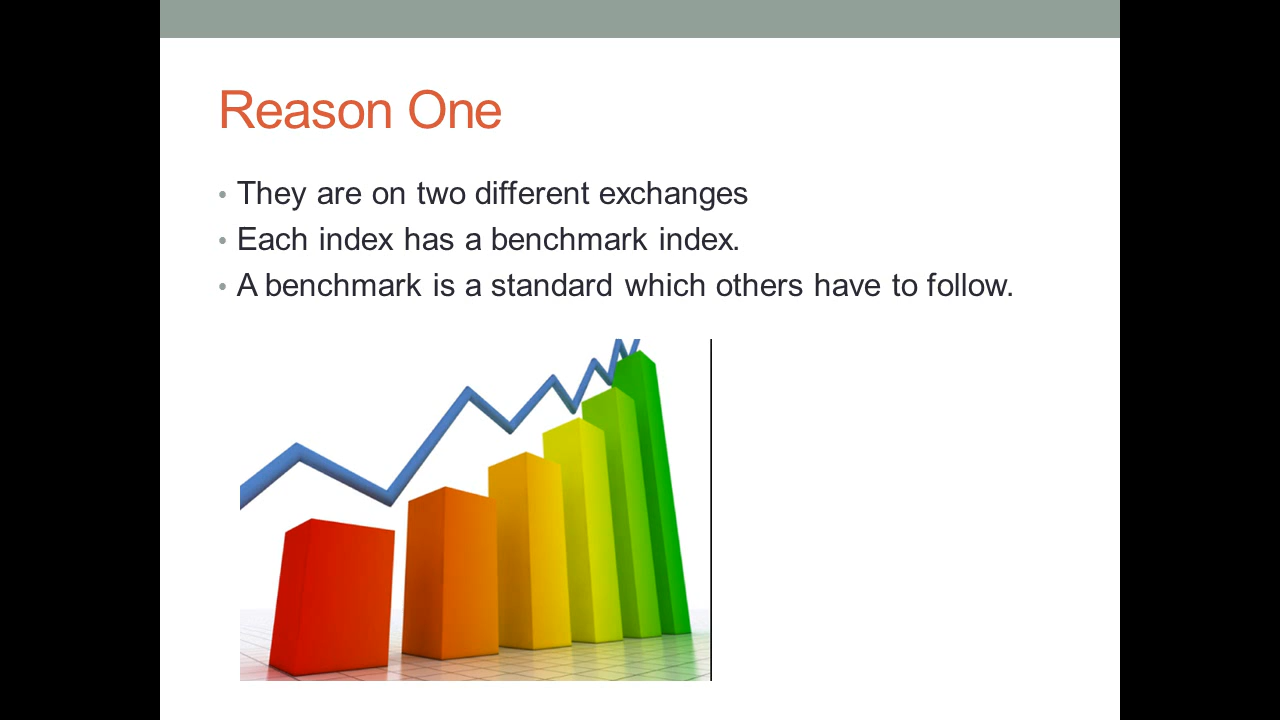 Reason One
• They are on two different exchanges
• Each index has a benchmark index.
• A benchmark is a standard which others have to follow.